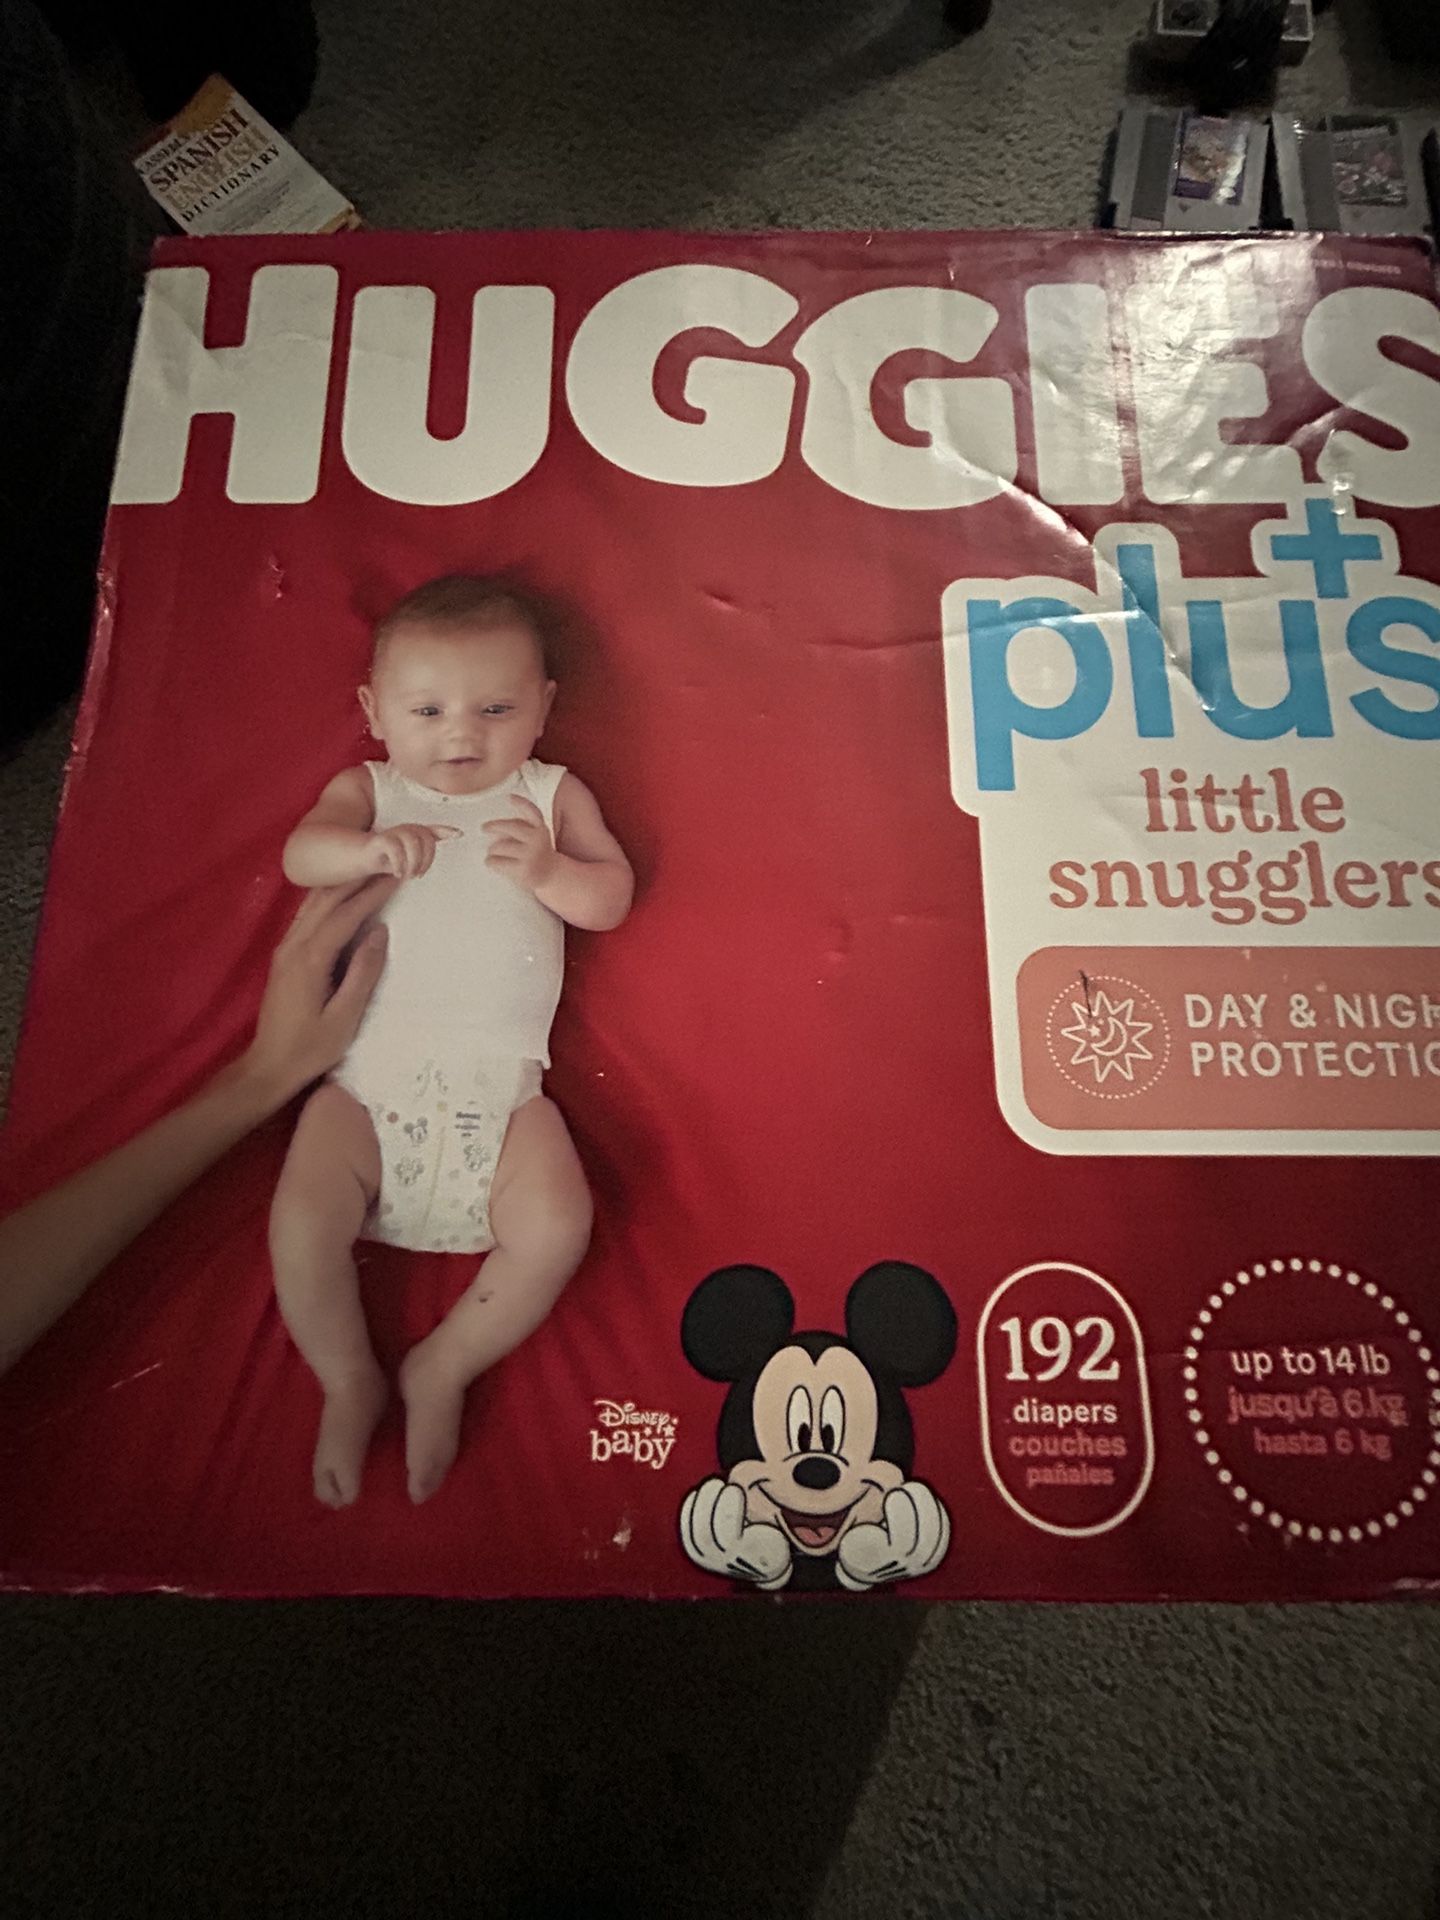 SPANISH
ENGLISH
DICTIONARY
HUGGIES
plus+
little
snugglers
DAY & NIGH
PROTECTIO
Disney
baby
192
diapers
couches
pañales
up to 14 lb
jusqu'à 6 kg
hasta 6 kg